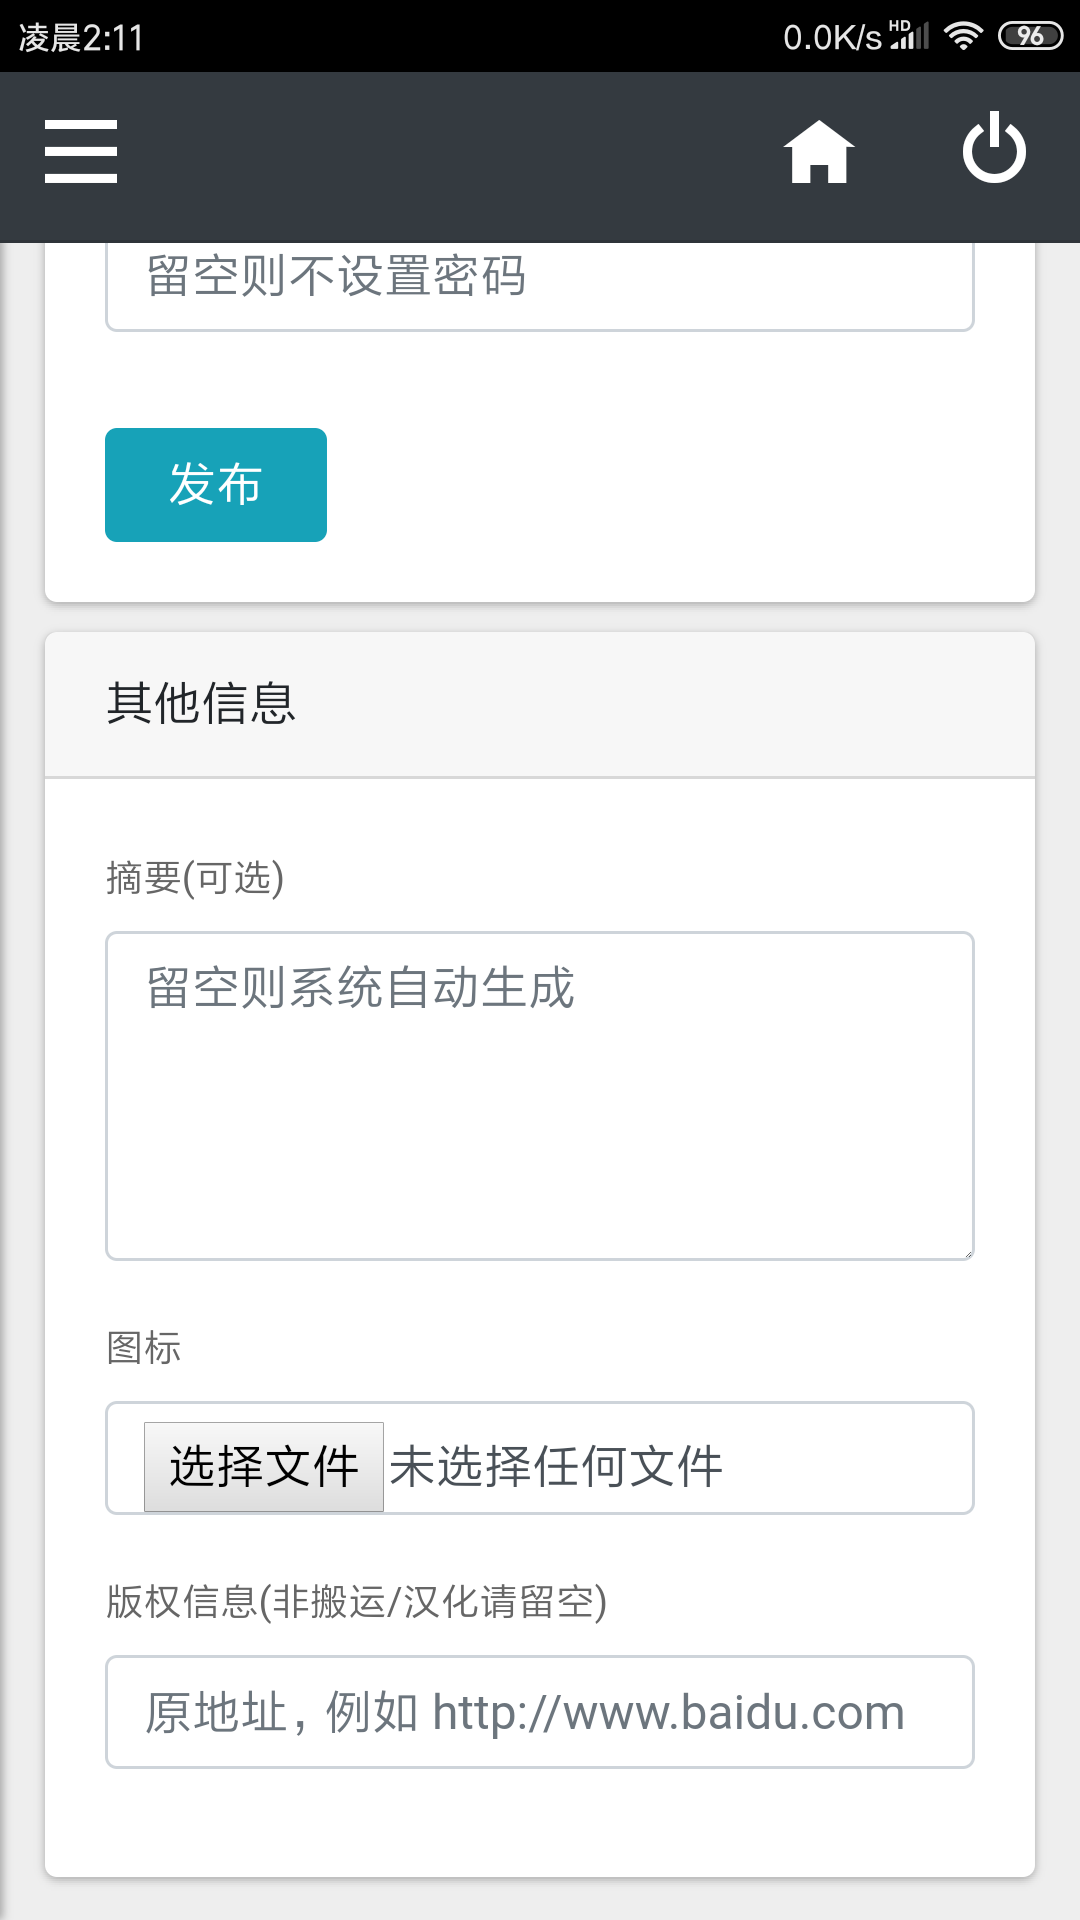 凌晨2:11
0.0K/s HD 96
留空则不设置密码
发布
其他信息
摘要(可选)
留空则系统自动生成
图标
选择文件 未选择任何文件
版权信息(非搬运/汉化请留空)
原地址，例如 http://www.baidu.com